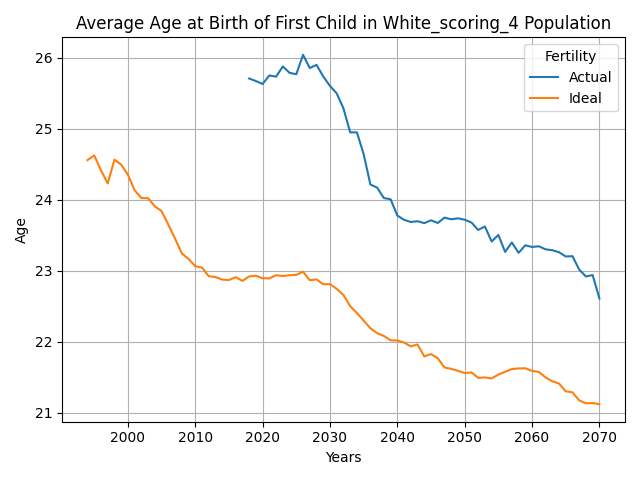 Average Age at Birth of First Child in White_scoring_4 Population
Fertility
Actual
Ideal
Age
26
25
24
23
22
21
2000 2010 2020 2030 2040 2050 2060 2070
Years